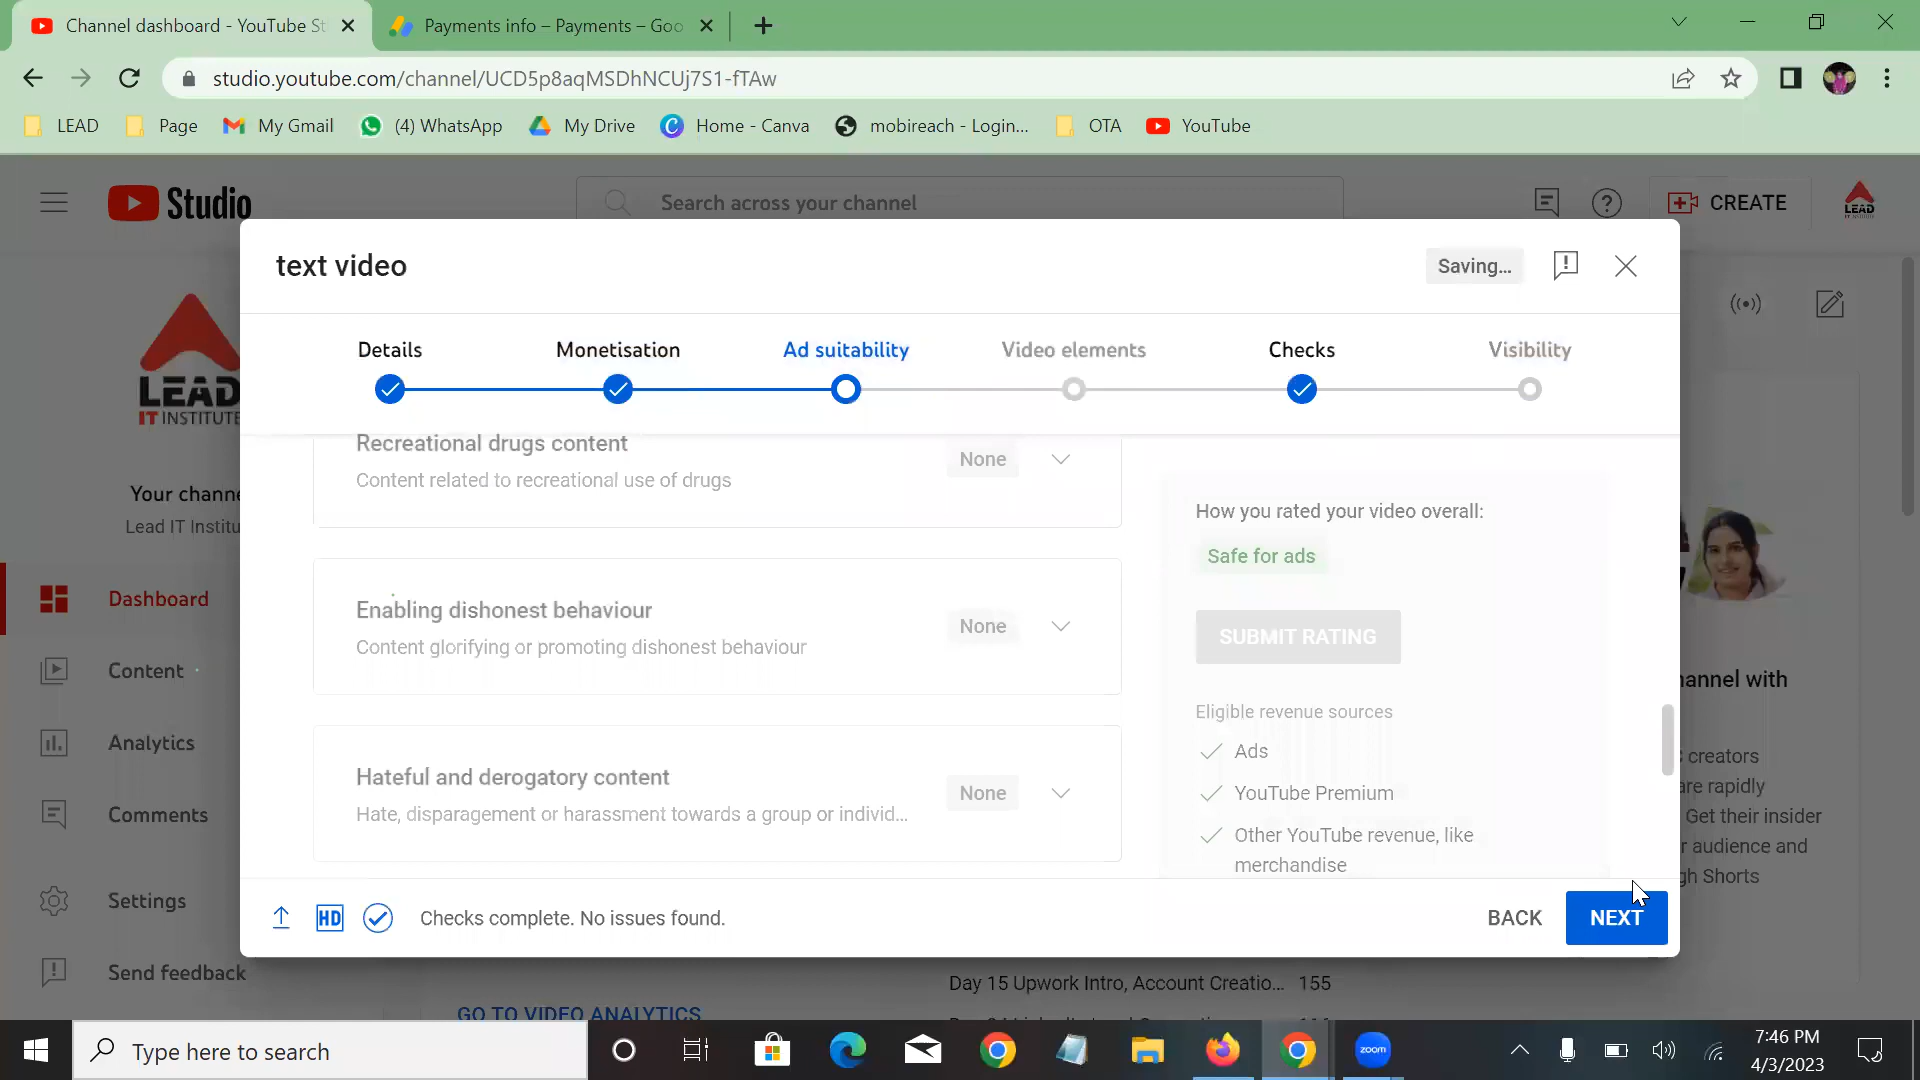 Channel dashboard - YouTube St
Payments info – Payments – Goo
studio.youtube.com/channel/UCD5p8aqMSDhNCUj7S1-fTAw
LEAD
Page
My Gmail
(4) WhatsApp
My Drive
Home - Canva
mobireach - Login...
OTA
YouTube
Studio
Search across your channel
CREATE
LEAD
text video
Saving...
Details
Monetisation
Ad suitability
Video elements
Checks
Visibility
LEAD
IT INSTITUTE
Your channe
Lead IT Institu
Dashboard
Content
Analytics
Comments
Settings
Send feedback
Recreational drugs content
Content related to recreational use of drugs
None
Enabling dishonest behaviour
Content glorifying or promoting dishonest behaviour
None
Hateful and derogatory content
Hate, disparagement or harassment towards a group or individ...
None
How you rated your video overall:
Safe for ads
SUBMIT RATING
Eligible revenue sources
Ads
YouTube Premium
Other YouTube revenue, like
merchandise
HD
Checks complete. No issues found.
BACK
NEXT
hannel with
creators
are rapidly
Get their insider
r audience and
gh Shorts
Day 15 Upwork Intro, Account Creatio... 155
GO TO VIDEO ANALYTICS
Type here to search
zoom
7:46 PM
4/3/2023